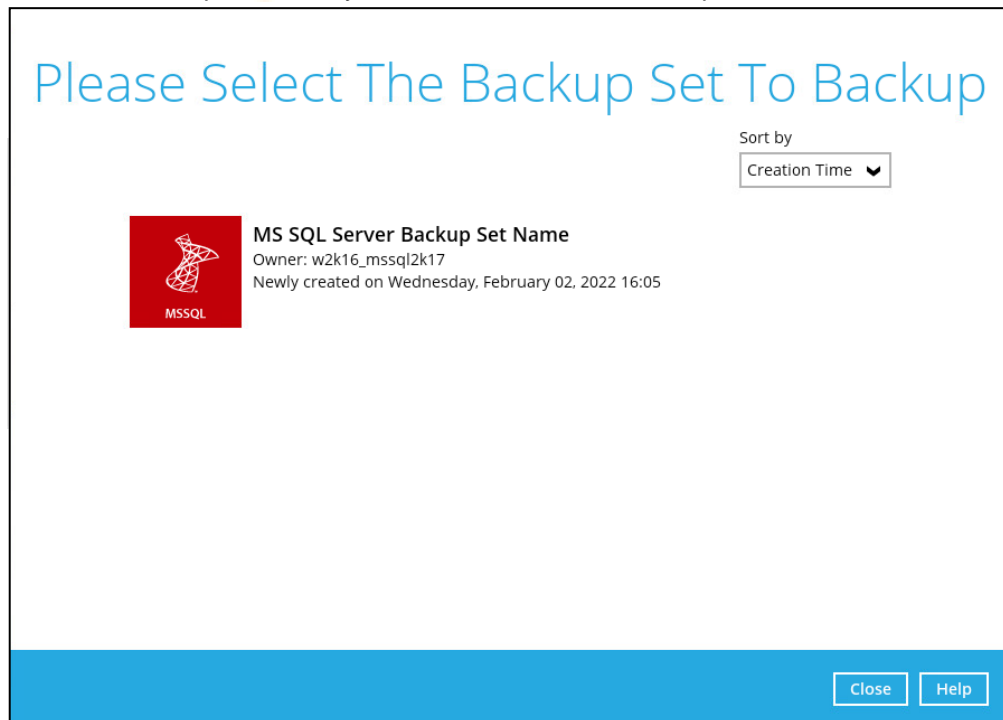 Please Select The Backup Set To Backup
Sort by
Creation Time
MS SQL Server Backup Set Name
Owner: w2k16_mssql2k17
Newly created on Wednesday, February 02, 2022 16:05
MSSQL
Close Help